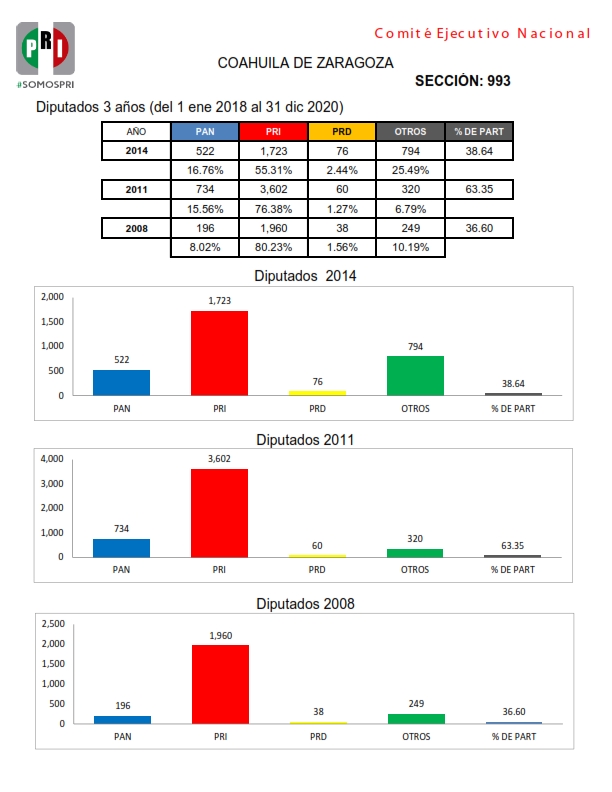 Comité Ejecutivo Nacional
PRI
#SOMOSPRI
COAHUILA DE ZARAGOZA
SECCIÓN: 993
Diputados 3 años (del 1 ene 2018 al 31 dic 2020)
AÑO PAN PRI PRD OTROS % DE PART
2014 522 1,723 76 794 38.64
16.76% 55.31% 2.44% 25.49%
2011 734 3,602 60 320 63.35
15.56% 76.38% 1.27% 6.79%
2008 196 1,960 38 249 36.60
8.02% 80.23% 1.56% 10.19%
Diputados 2014
2,000
1,500
1,000
500
0
522 1,723 76 794 38.64
PAN PRI PRD OTROS % DE PART
Diputados 2011
4,000
3,000
2,000
1,000
0
734 3,602 60 320 63.35
PAN PRI PRD OTROS % DE PART
Diputados 2008
2,500
2,000
1,500
1,000
500
0
196 1,960 38 249 36.60
PAN PRI PRD OTROS % DE PART